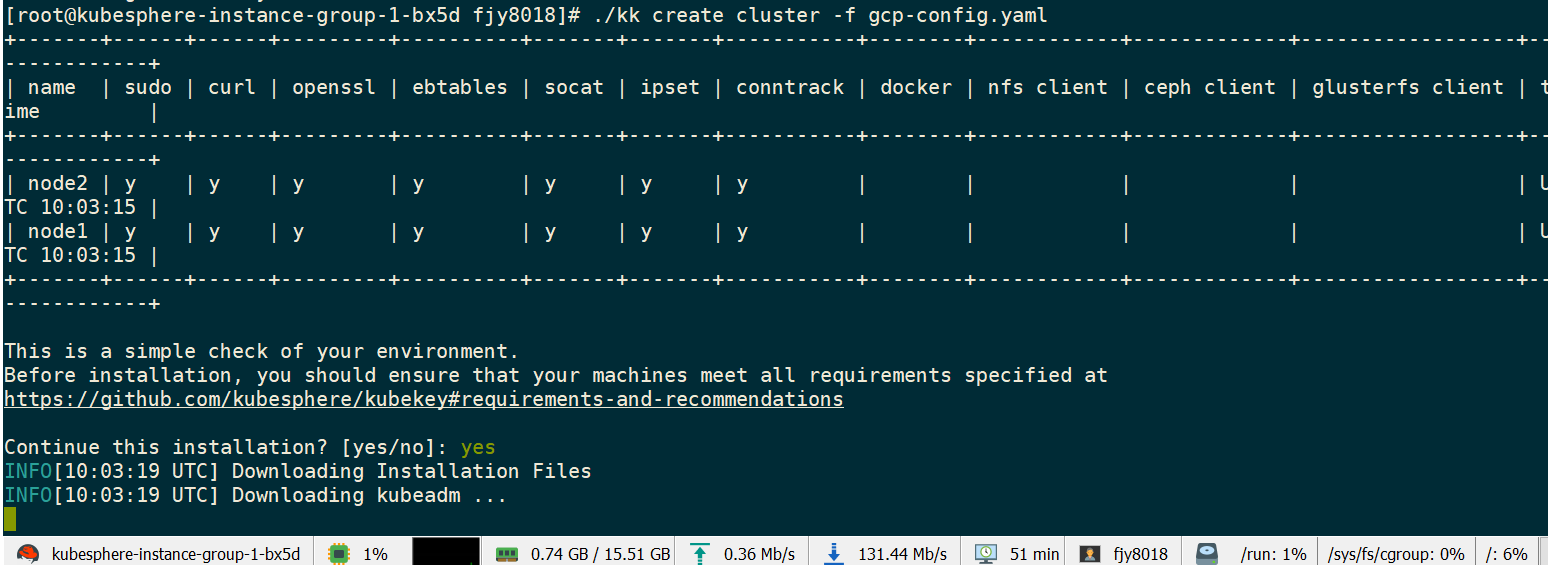 [root@kubesphere-instance-group-1-bx5d fjy8018]# ./kk create cluster -f gcp-config.yaml
+-------+------+------+---------+----------+-------+-------+-----------+--------+------------+-------------+------------------+--
------------+
| name  | sudo | curl | openssl | ebtables | socat | ipset | conntrack | docker | nfs client | ceph client | glusterfs client | t
ime         |
+-------+------+------+---------+----------+-------+-------+-----------+--------+------------+-------------+------------------+--
------------+
| node2 | y    | y    | y       | y        | y     | y     | y         |        |            |             |                  | U
TC 10:03:15 |
| node1 | y    | y    | y       | y        | y     | y     | y         |        |            |             |                  | U
TC 10:03:15 |
+-------+------+------+---------+----------+-------+-------+-----------+--------+------------+-------------+------------------+--
------------+
This is a simple check of your environment.
Before installation, you should ensure that your machines meet all requirements specified at
https://github.com/kubesphere/kubekey#requirements-and-recommendations
Continue this installation? [yes/no]: yes
INFO[10:03:19 UTC] Downloading Installation Files
INFO[10:03:19 UTC] Downloading kubeadm ...
kubesphere-instance-group-1-bx5d 1% 0.74 GB / 15.51 GB 0.36 Mb/s 131.44 Mb/s 51 min fjy8018 /run: 1% /sys/fs/cgroup: 0% /: 6%